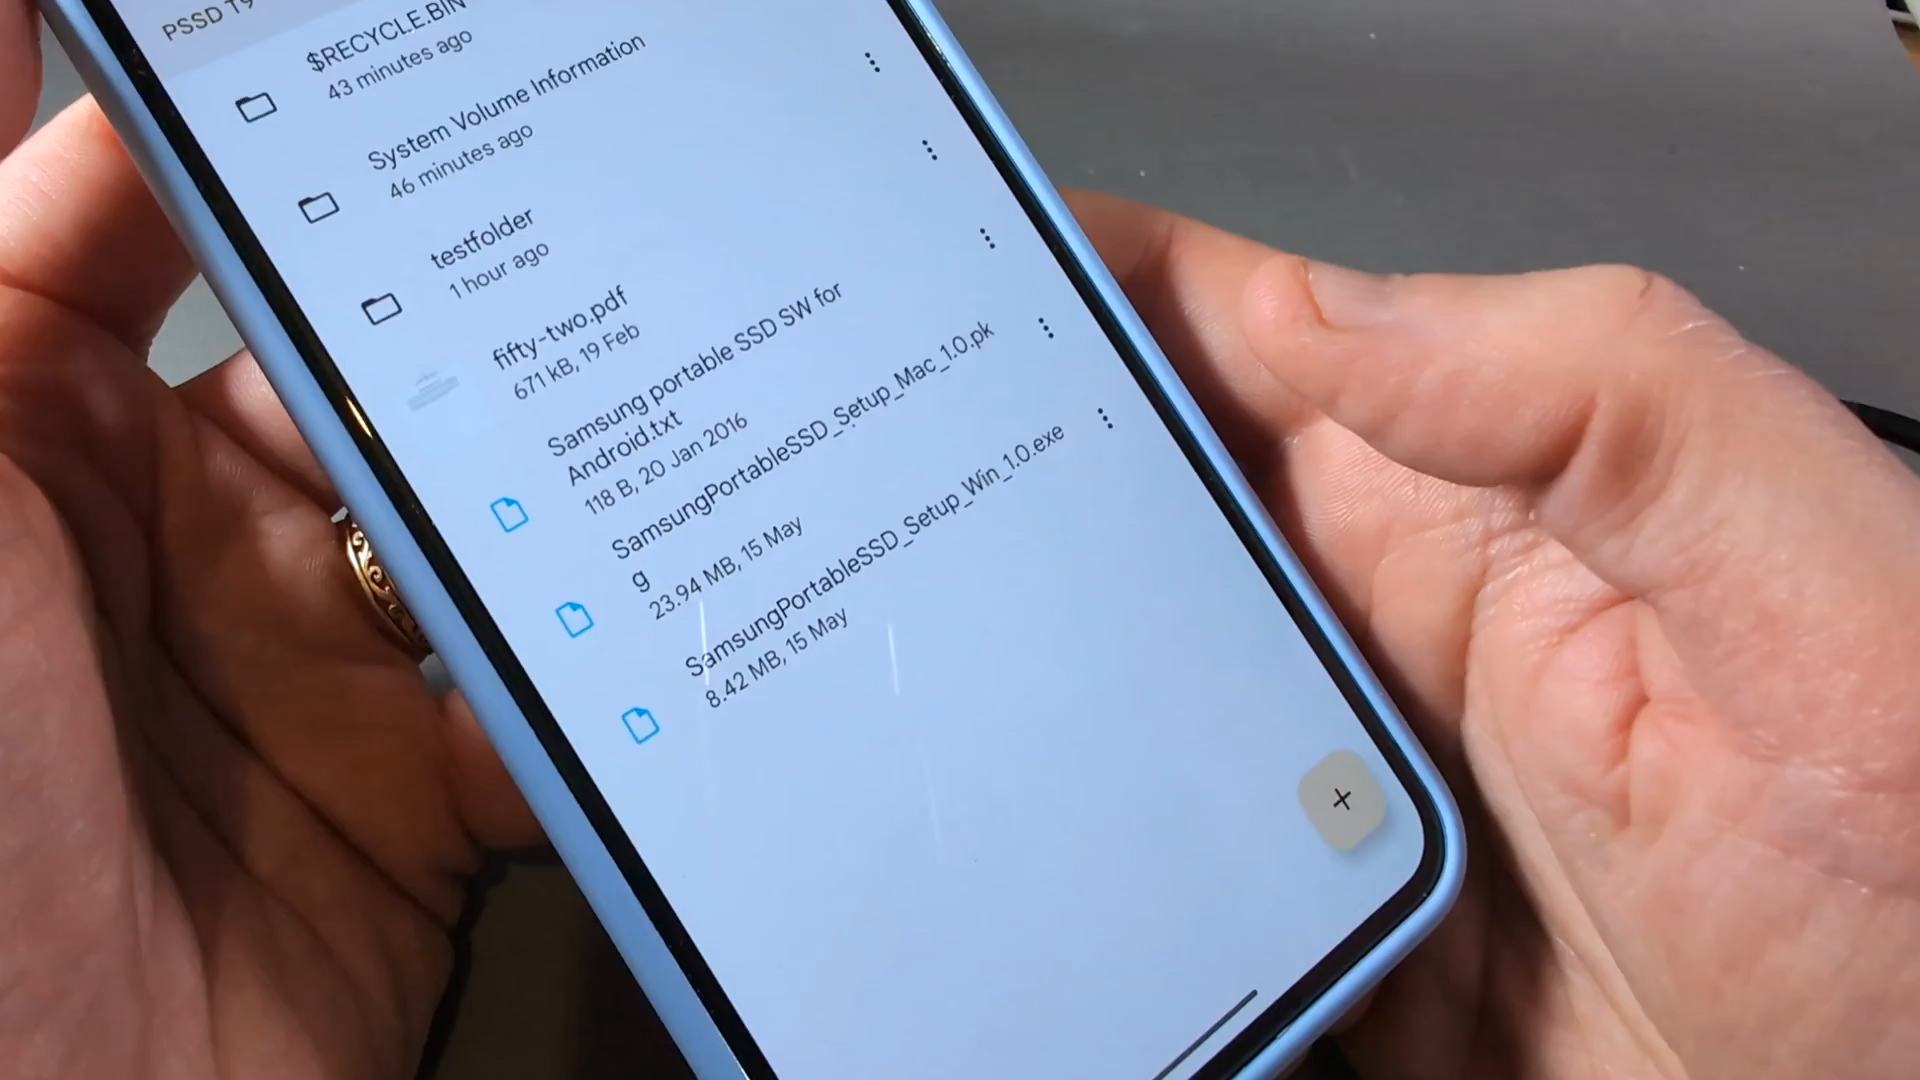 PSSD T9
$RECYCLE.BIN
43 minutes ago
System Volume Information
46 minutes ago
testfolder
1 hour ago
fifty-two.pdf
671 kB, 19 Feb
Samsung portable SSD SW for
Android.txt
118 B, 20 Jan 2016
SamsungPortableSSD_Setup_Mac_1.0.pk
g
23.94 MB, 15 May
SamsungPortableSSD_Setup_Win_1.0.exe
8.42 MB, 15 May
+